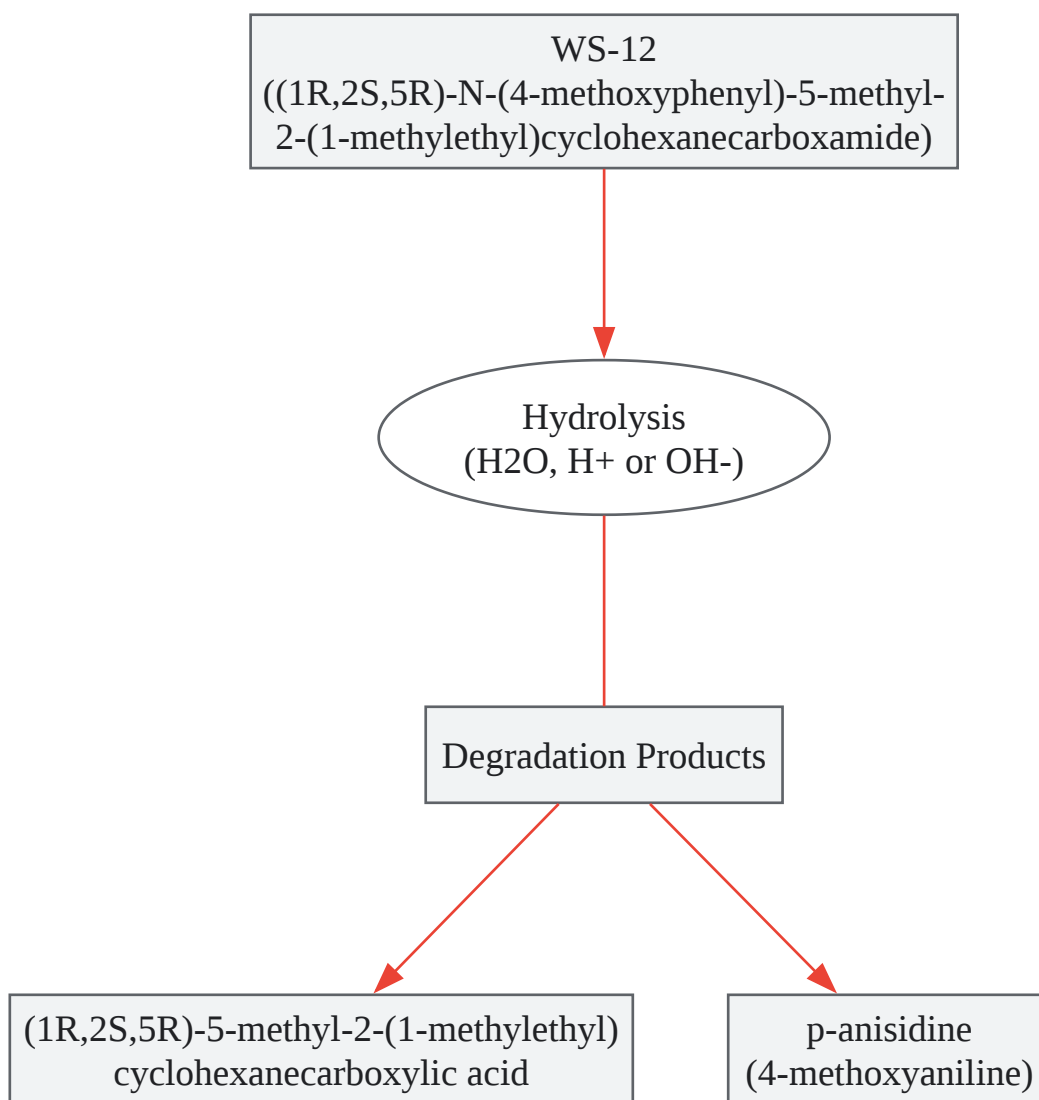 WS-12
((1R,2S,5R)-N-(4-methoxyphenyl)-5-methyl-
2-(1-methylethyl)cyclohexanecarboxamide)
Hydrolysis
(H2O, H+ or OH-)
Degradation Products
(1R,2S,5R)-5-methyl-2-(1-methylethyl)
cyclohexanecarboxylic acid
p-anisidine
(4-methoxyaniline)